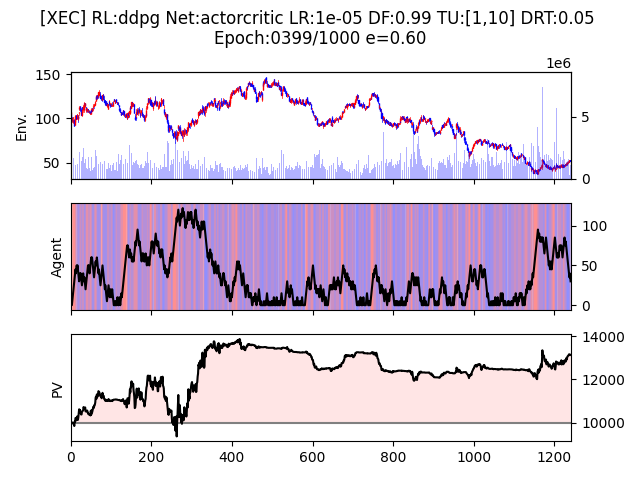 [XEC] RL:ddpg Net:actorcritic LR:1e-05 DF:0.99 TU:[1,10] DRT:0.05
Epoch:0399/1000 e=0.60
1e6
150
100
50
Env.
5
0
Agent
100
50
0
PV
14000
12000
10000
0 200 400 600 800 1000 1200